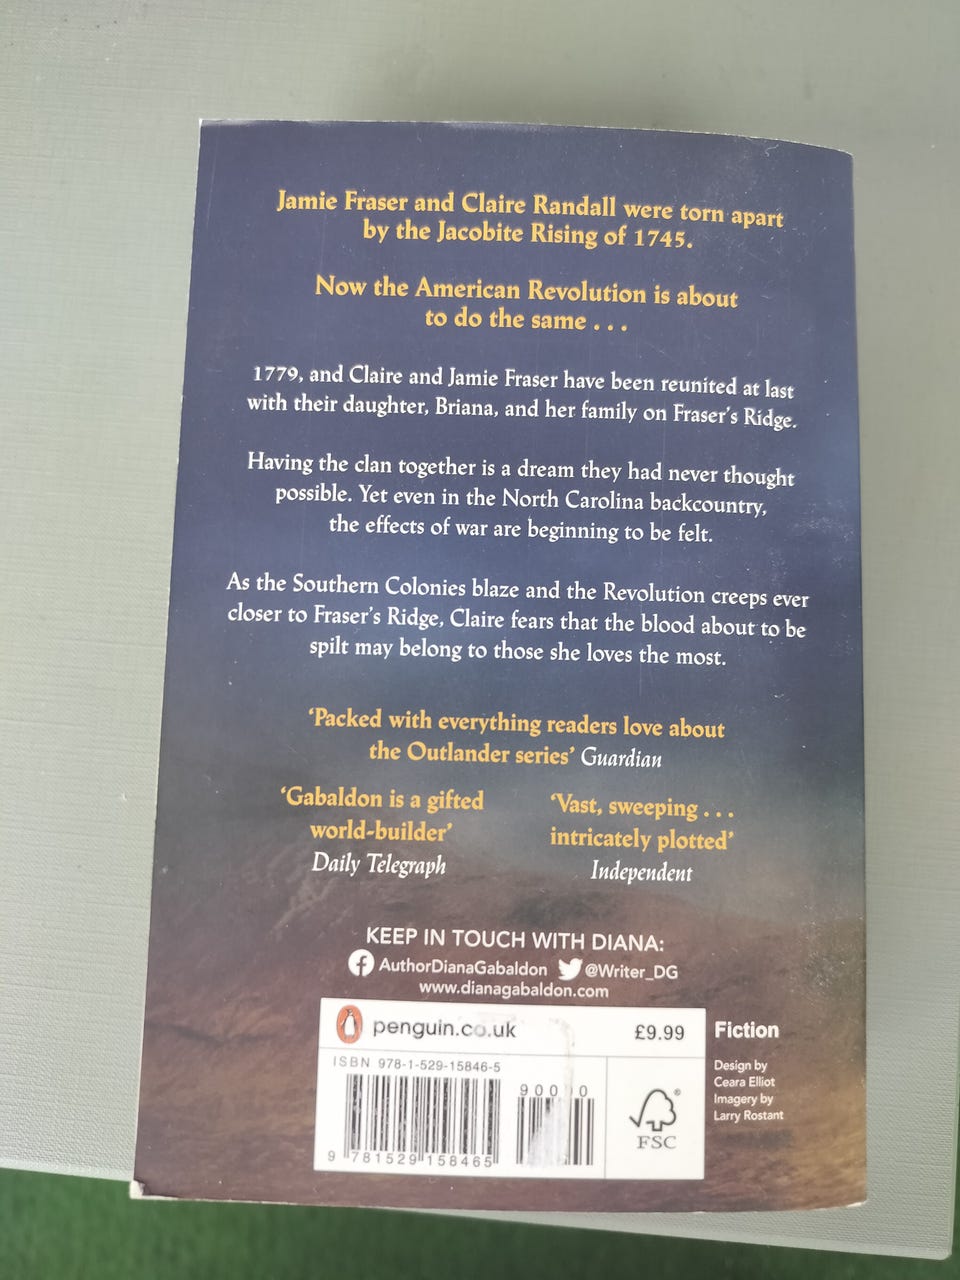 Jamie Fraser and Claire Randall were torn apart
by the Jacobite Rising of 1745.
Now the American Revolution is about
to do the same . . .
1779, and Claire and Jamie Fraser have been reunited at last
with their daughter, Briana, and her family on Fraser's Ridge.
Having the clan together is a dream they had never thought
possible. Yet even in the North Carolina backcountry,
the effects of war are beginning to be felt.
As the Southern Colonies blaze and the Revolution creeps ever
closer to Fraser's Ridge, Claire fears that the blood about to be
spilt may belong to those she loves the most.
'Packed with everything readers love about
the Outlander series' Guardian
'Gabaldon is a gifted
world-builder'
Daily Telegraph
'Vast, sweeping . . .
intricately plotted'
Independent
KEEP IN TOUCH WITH DIANA:
AuthorDianaGabaldon @Writer_DG
www.dianagabaldon.com
penguin.co.uk £9.99
ISBN 978-1-529-15846-5
9 781529 158465
FSC®
Fiction
Design by
Ceara Elliot
Imagery by
Larry Rostant